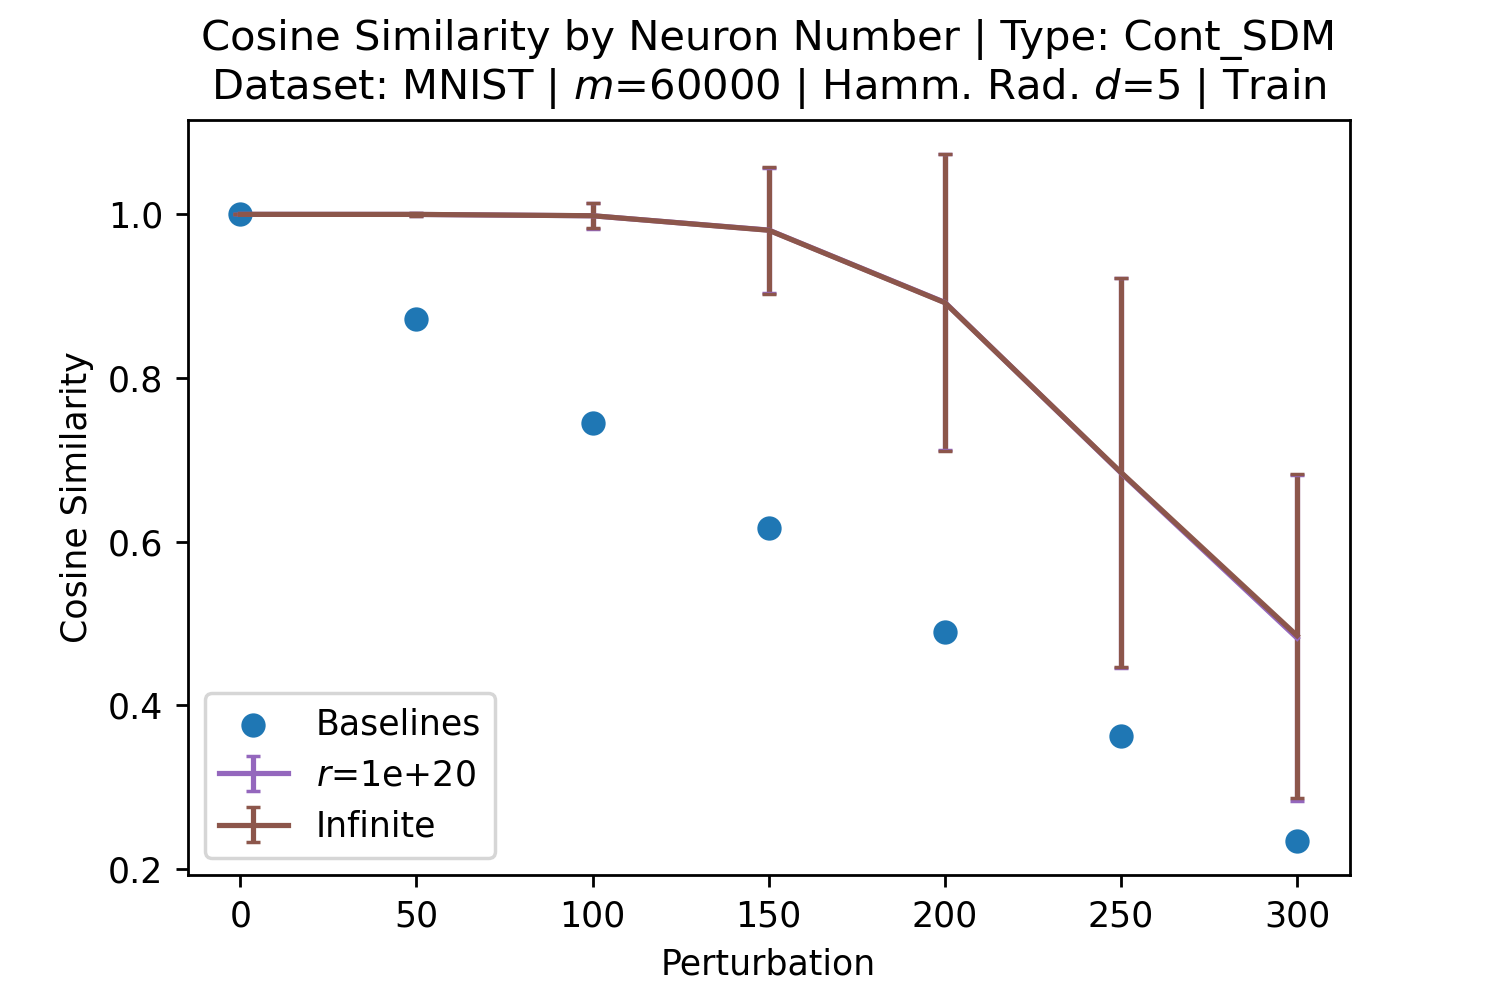 Cosine Similarity by Neuron Number | Type: Cont_SDM
Dataset: MNIST | m=60000 | Hamm. Rad. d=5 | Train
Cosine Similarity
1.0
0.8
0.6
0.4
0.2
Baselines
r=1e+20
Infinite
0 50 100 150 200 250 300
Perturbation